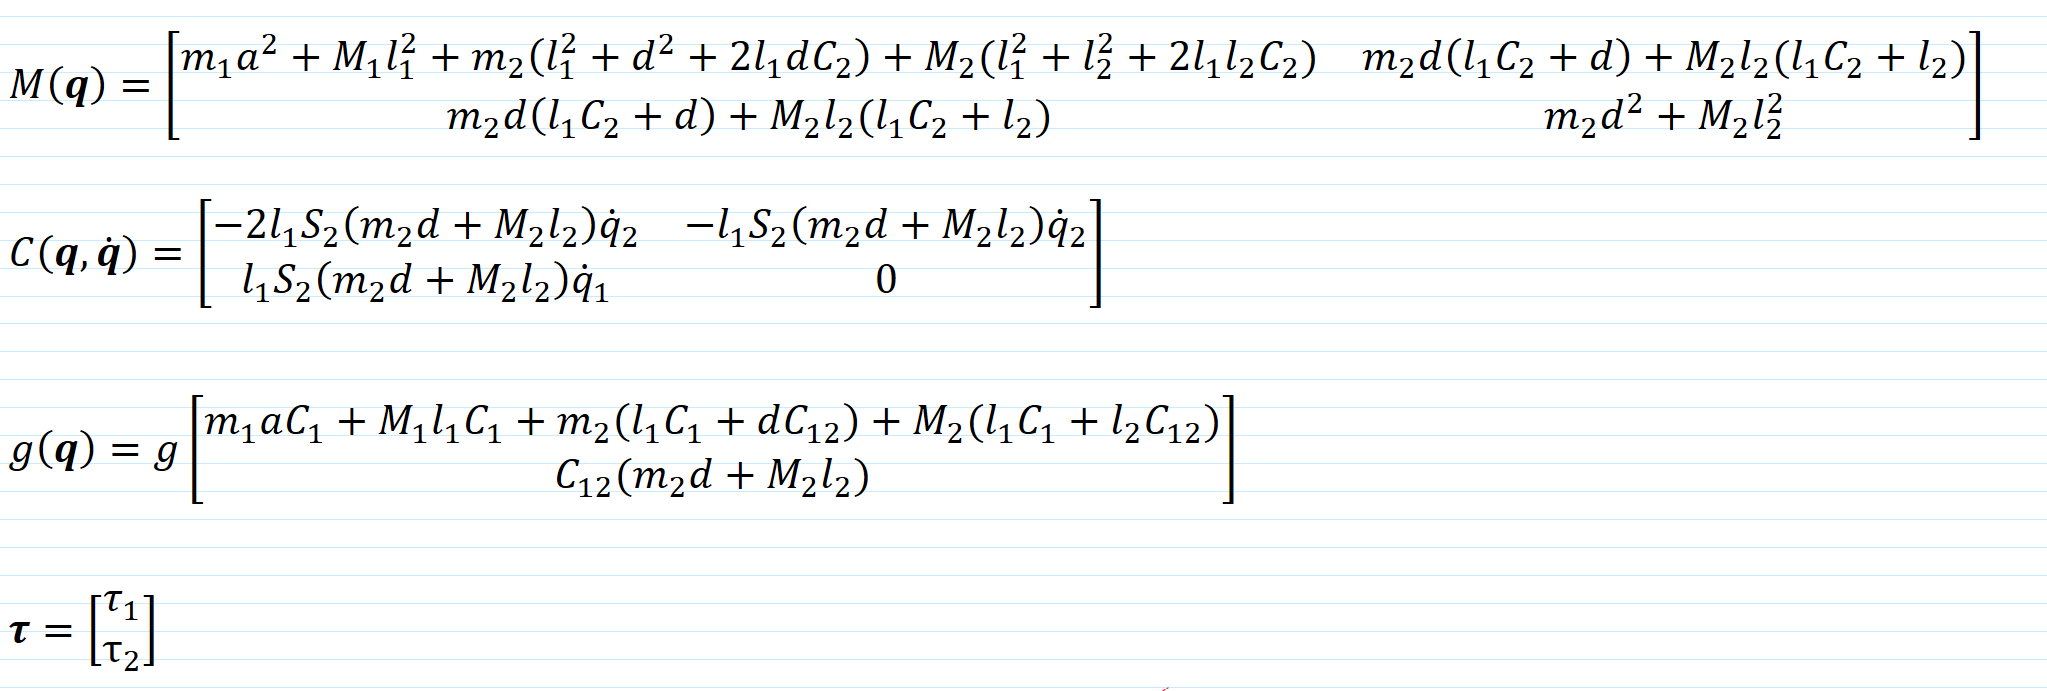 M(q) = [m₁a² + M₁l₁² + m₂(l₁² + d² + 2l₁dC₂) + M₂(l₁² + l₂² + 2l₁l₂C₂)   m₂d(l₁C₂ + d) + M₂l₂(l₁C₂ + l₂)
m₂d(l₁C₂ + d) + M₂l₂(l₁C₂ + l₂)   m₂d² + M₂l₂²]
C(q, q̇) = [−2l₁S₂(m₂d + M₂l₂)q̇₂   −l₁S₂(m₂d + M₂l₂)q̇₂
l₁S₂(m₂d + M₂l₂)q̇₁   0]
g(q) = g [m₁aC₁ + M₁l₁C₁ + m₂(l₁C₁ + dC₁₂) + M₂(l₁C₁ + l₂C₁₂)
C₁₂(m₂d + M₂l₂)]
τ = [τ₁
τ₂]